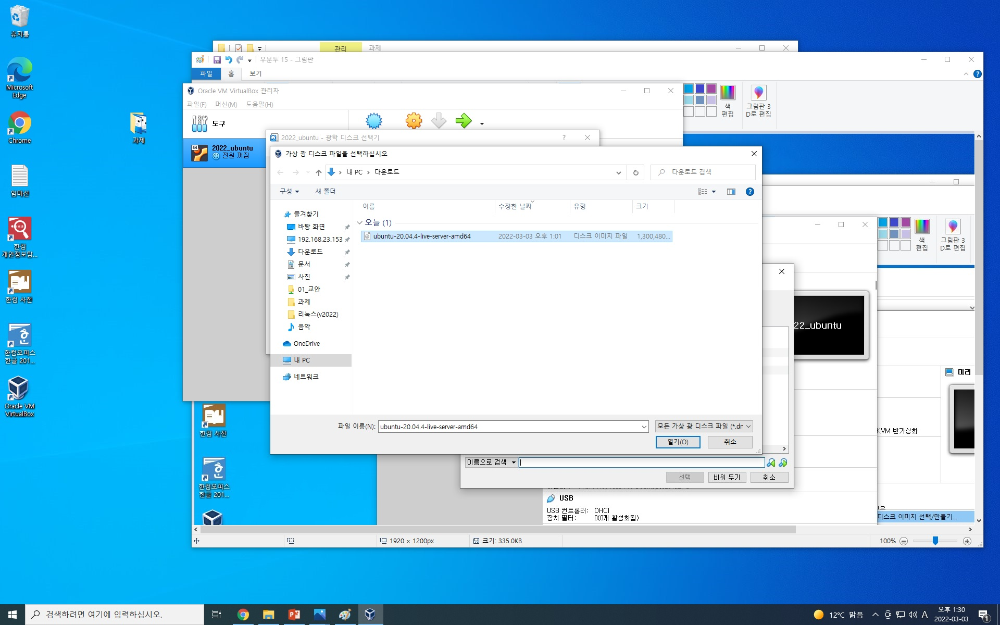 휴지통
Microsoft
Edge
Chrome
임미선
한컴
개인정보탐...
한컴 사전
한컴오피스
한글 201...
Oracle VM
VirtualBox
과제
관리
과제
우분투 15 - 그림판
파일
홈
보기
색
편집
그림판 3
D로 편집
Oracle VM VirtualBox 관리자
파일(F)
머신(M)
도움말(H)
도구
64
2022_ubuntu
전원 꺼짐
2022_ubuntu - 광학 디스크 선택기
가상 광 디스크 파일을 선택하십시오
내 PC
다운로드
다운로드 검색
구성
새 폴더
이름
수정한 날짜
유형
크기
오늘 (1)
ubuntu-20.04.4-live-server-amd64
2022-03-03 오후 1:01
디스크 이미지 파일
1,300,480...
즐겨찾기
바탕 화면
192.168.23.153
다운로드
문서
사진
01_교안
과제
리눅스(v2022)
음악
OneDrive
내 PC
네트워크
파일 이름(N):
ubuntu-20.04.4-live-server-amd64
모든 가상 광 디스크 파일 (*.dr
열기(O)
취소
이름으로 검색
선택
비워 두기
취소
색
편집
그림판 3
D로 편집
22_ubuntu
미리
KVM 반가상화
디스크 이미지 선택/만들기...
한컴 사전
한컴오피스
한글 201...
USB
USB 컨트롤러: OHCI
장치 필터: 0(0개 활성화됨)
1920 × 1200px
크기: 335.0KB
100%
검색하려면 여기에 입력하십시오.
12°C 맑음
A
오후 1:30
2022-03-03
1